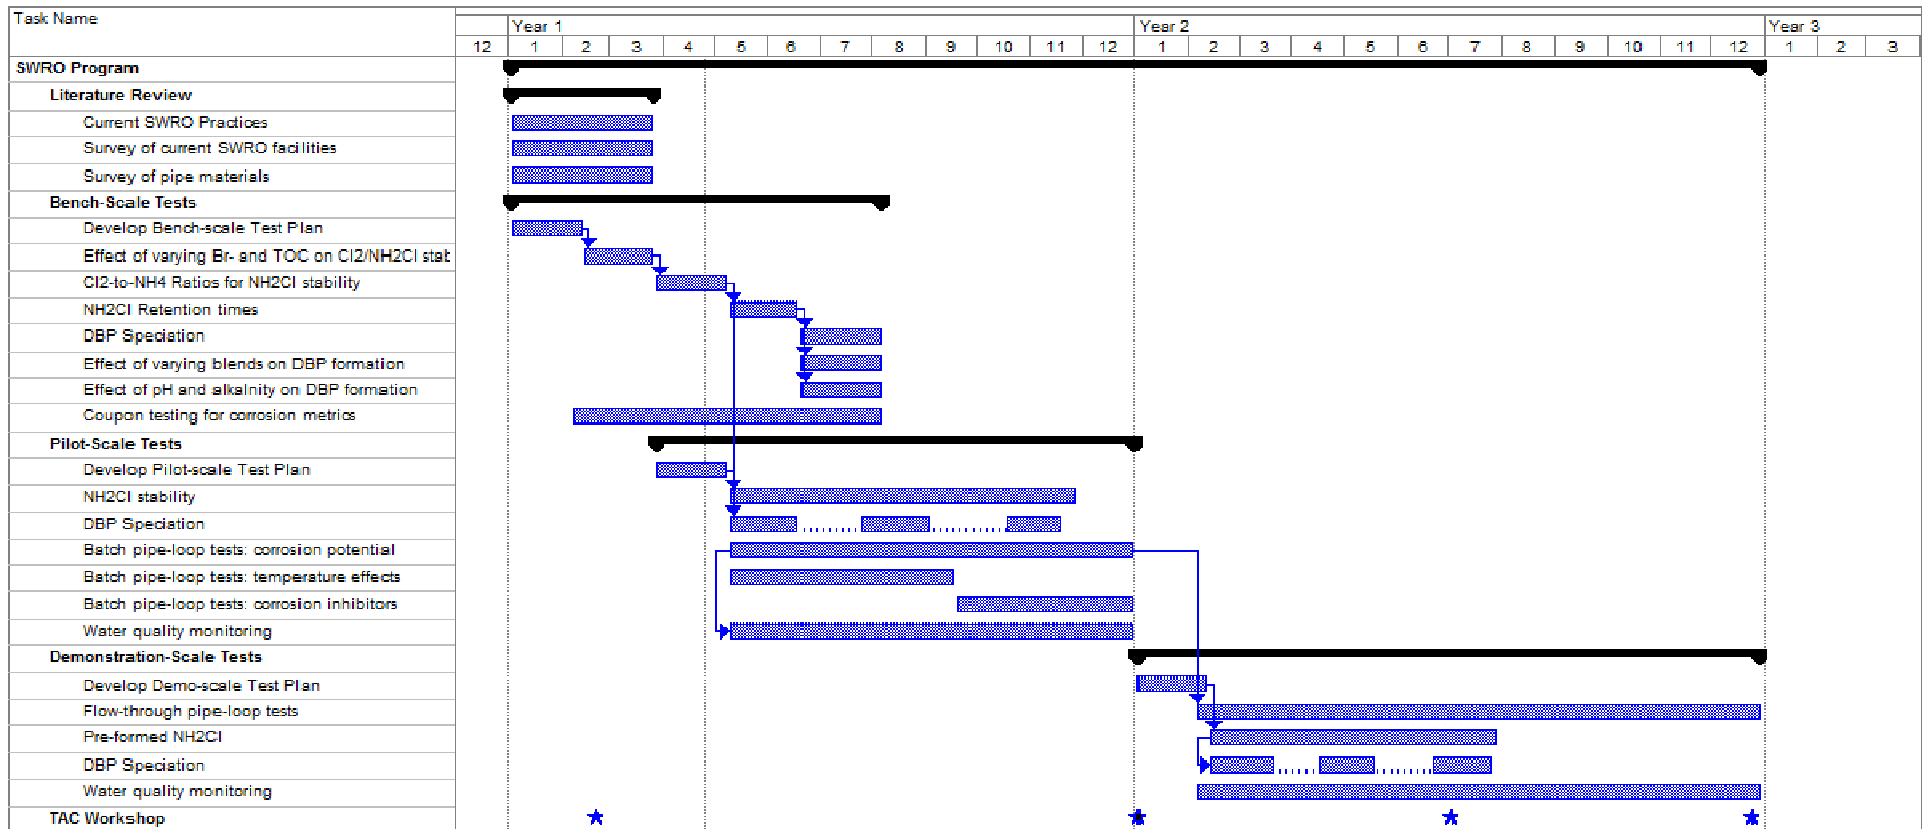 Task Name
Year 1 Year 2 Year 3
12 1 2 3 4 5 6 7 8 9 10 11 12 1 2 3 4 5 6 7 8 9 10 11 12 1 2 3
SWRO Program
Literature Review
Current SWRO Practices
Survey of current SWRO facilities
Survey of pipe materials
Bench-Scale Tests
Develop Bench-scale Test Plan
Effect of varying Br- and TOC on Cl2/NH2Cl stab
Cl2-to-NH4 Ratios for NH2Cl stability
NH2Cl Retention times
DBP Speciation
Effect of varying blends on DBP formation
Effect of pH and alkalnity on DBP formation
Coupon testing for corrosion metrics
Pilot-Scale Tests
Develop Pilot-scale Test Plan
NH2Cl stability
DBP Speciation
Batch pipe-loop tests: corrosion potential
Batch pipe-loop tests: temperature effects
Batch pipe-loop tests: corrosion inhibitors
Water quality monitoring
Demonstration-Scale Tests
Develop Demo-scale Test Plan
Flow-through pipe-loop tests
Pre-formed NH2Cl
DBP Speciation
Water quality monitoring
TAC Workshop